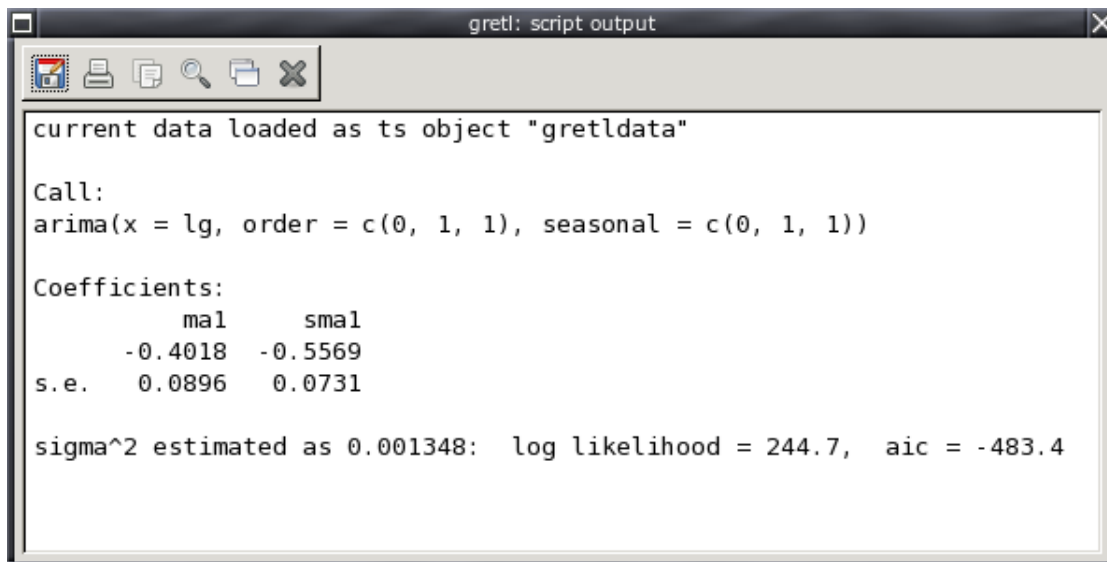 gretl: script output
current data loaded as ts object "gretldata"
Call:
arima(x = lg, order = c(0, 1, 1), seasonal = c(0, 1, 1))
Coefficients:
ma1 sma1
-0.4018 -0.5569
s.e. 0.0896 0.0731
sigma^2 estimated as 0.001348: log likelihood = 244.7, aic = -483.4